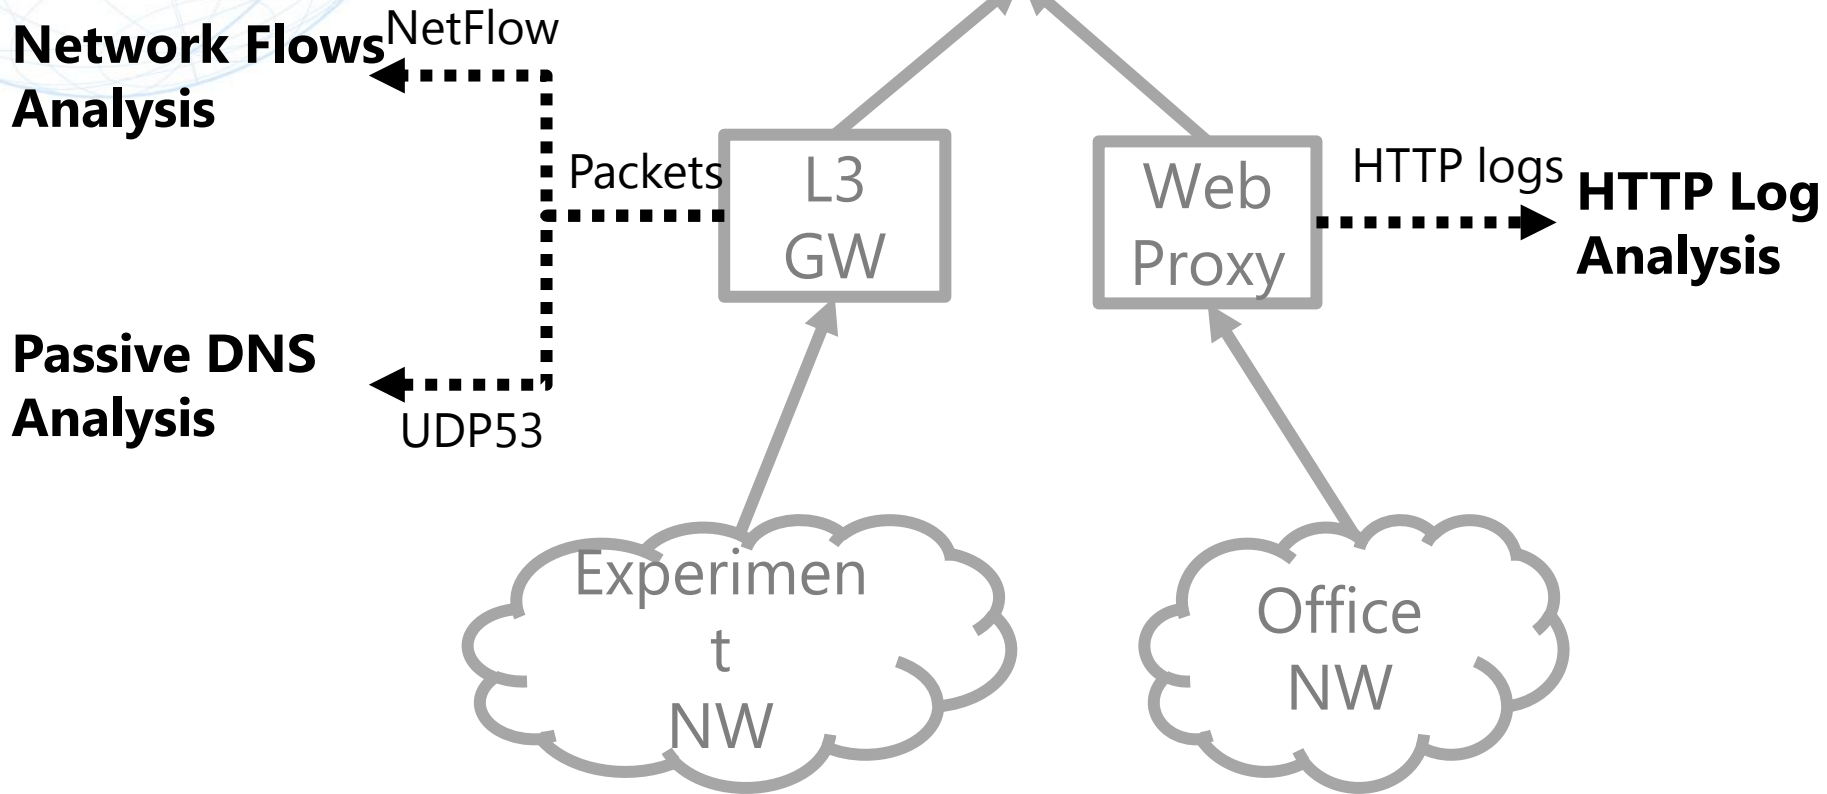 Network Flows
Analysis
NetFlow
Packets
L3
GW
Web
Proxy
HTTP logs
HTTP Log
Analysis
Passive DNS
Analysis
UDP53
Experimen
t
NW
Office
NW